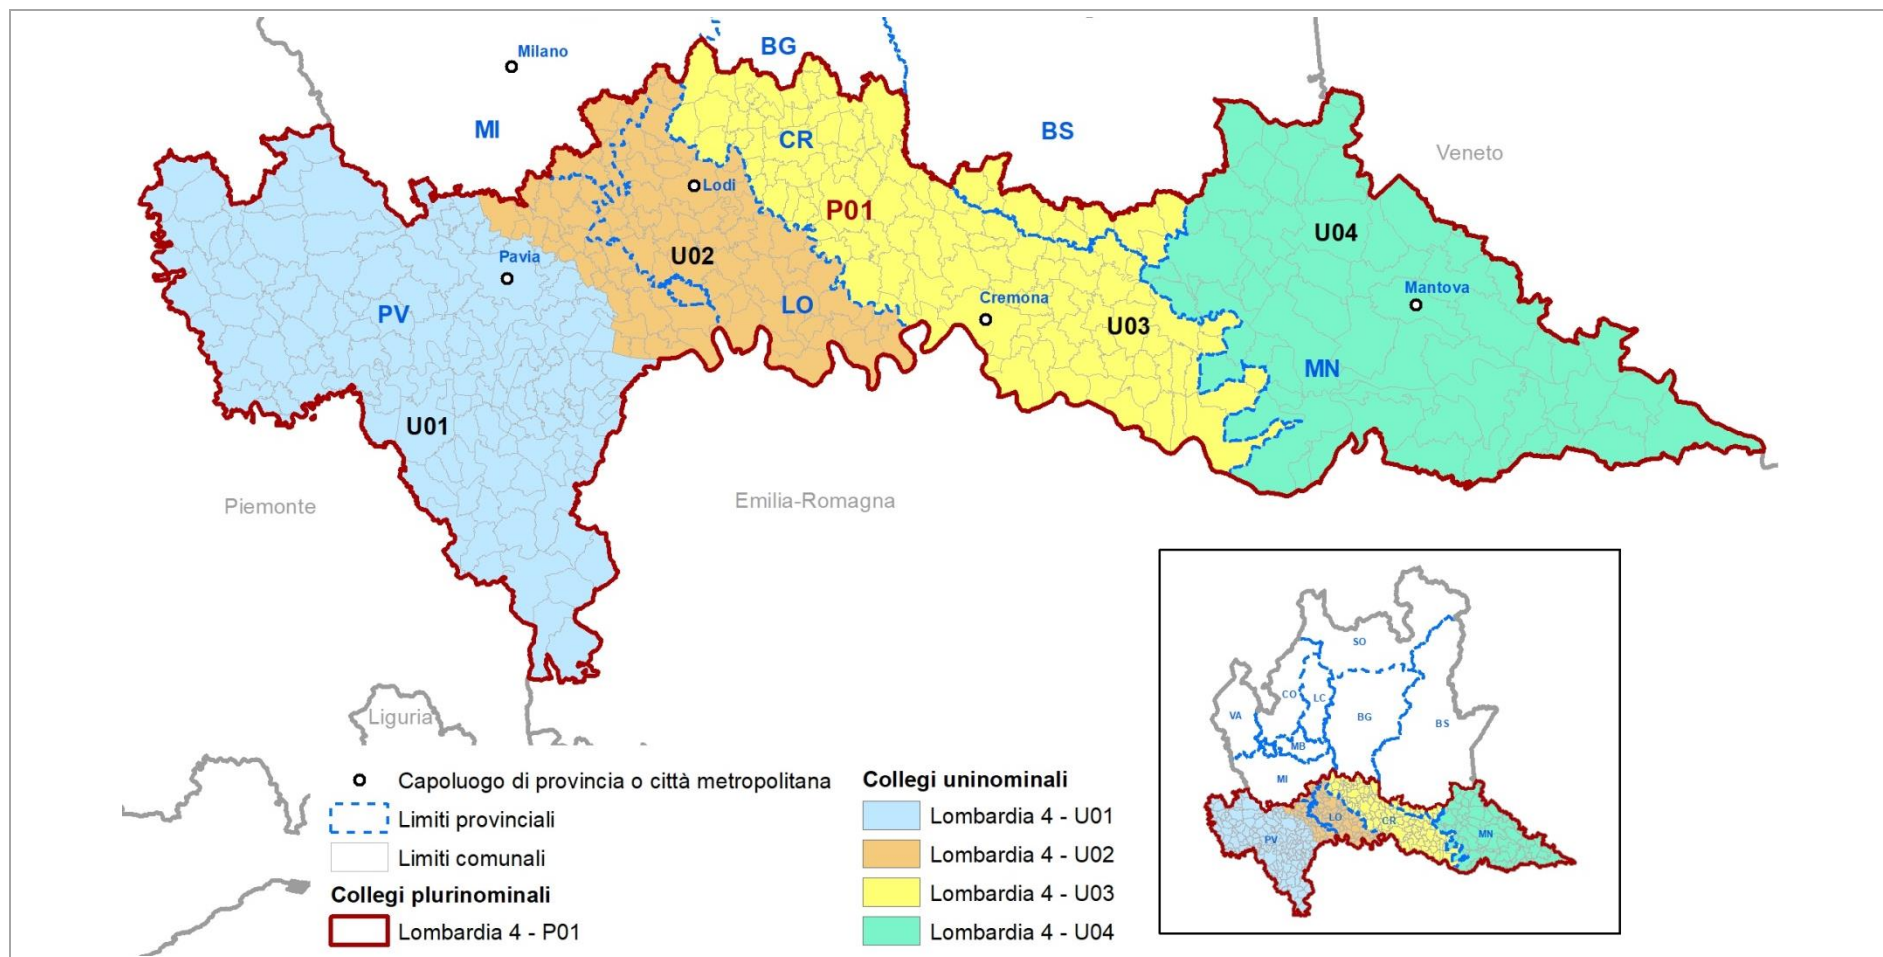 Milano
BG
MI
CR
BS
Veneto
Lodi
P01
U04
U02
Pavia
PV
LO
Cremona
Mantova
U03
MN
U01
Piemonte
Emilia-Romagna
Liguria
SO
CO
LC
VA
BG
BS
MB
MI
LO
CR
PV
MN
Capoluogo di provincia o città metropolitana
Limiti provinciali
Limiti comunali
Collegi plurinominali
Lombardia 4 - P01
Collegi uninominali
Lombardia 4 - U01
Lombardia 4 - U02
Lombardia 4 - U03
Lombardia 4 - U04